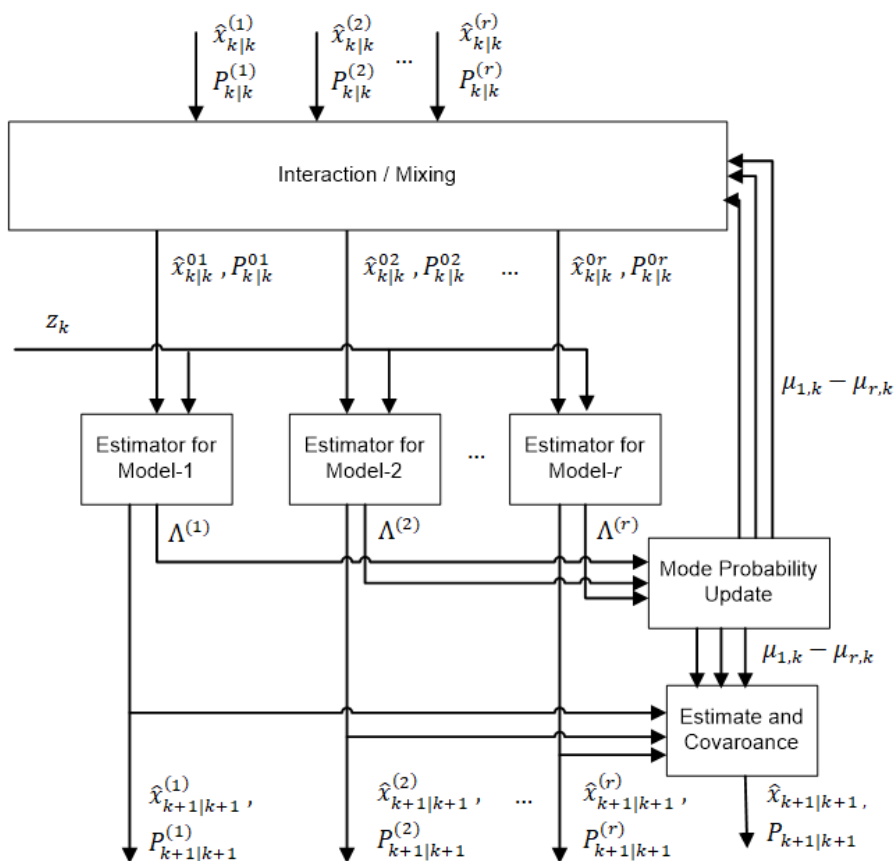 x̂_{k|k}^{(1)} x̂_{k|k}^{(2)} ... x̂_{k|k}^{(r)}
P_{k|k}^{(1)} P_{k|k}^{(2)} P_{k|k}^{(r)}
Interaction / Mixing
x̂_{k|k}^{01} , P_{k|k}^{01} x̂_{k|k}^{02} , P_{k|k}^{02} ... x̂_{k|k}^{0r} , P_{k|k}^{0r}
z_k
μ_{1,k} − μ_{r,k}
Estimator for
Model-1
Estimator for
Model-2
...
Estimator for
Model-r
Λ^{(1)} Λ^{(2)} Λ^{(r)}
Mode Probability
Update
μ_{1,k} − μ_{r,k}
Estimate and
Covaroance
x̂_{k+1|k+1}^{(1)} , x̂_{k+1|k+1}^{(2)} , ... x̂_{k+1|k+1}^{(r)} , x̂_{k+1|k+1} ,
P_{k+1|k+1}^{(1)} P_{k+1|k+1}^{(2)} P_{k+1|k+1}^{(r)} P_{k+1|k+1}